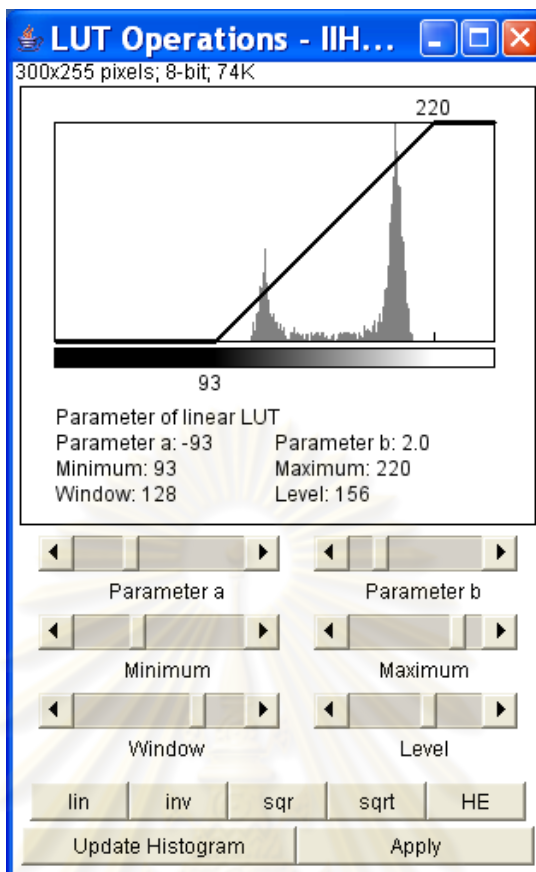 LUT Operations - IIH...
300x255 pixels; 8-bit; 74K
220
93
Parameter of linear LUT
Parameter a: -93 Parameter b: 2.0
Minimum: 93 Maximum: 220
Window: 128 Level: 156
Parameter a Parameter b
Minimum Maximum
Window Level
lin inv sqr sqrt HE
Update Histogram Apply